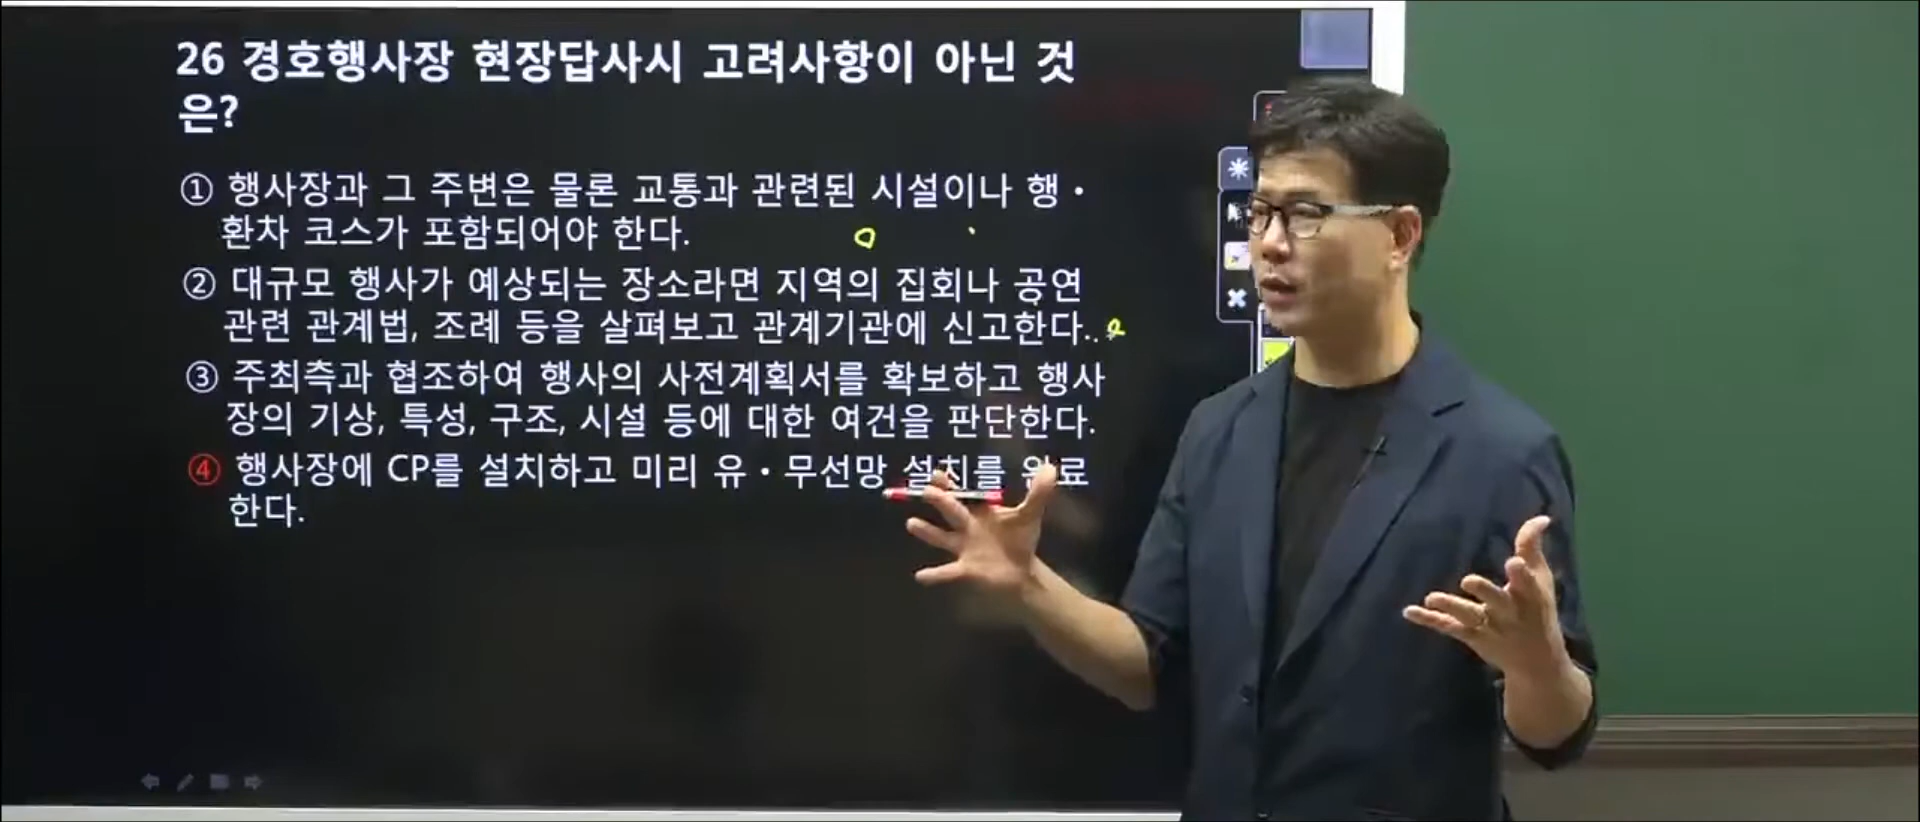 26 경호행사장 현장답사시 고려사항이 아닌 것
은?
① 행사장과 그 주변은 물론 교통과 관련된 시설이나 행・
환차 코스가 포함되어야 한다.
② 대규모 행사가 예상되는 장소라면 지역의 집회나 공연
관련 관계법, 조례 등을 살펴보고 관계기관에 신고한다..
③ 주최측과 협조하여 행사의 사전계획서를 확보하고 행사
장의 기상, 특성, 구조, 시설 등에 대한 여건을 판단한다.
④ 행사장에 CP를 설치하고 미리 유・무선망 설치를 완료
한다.